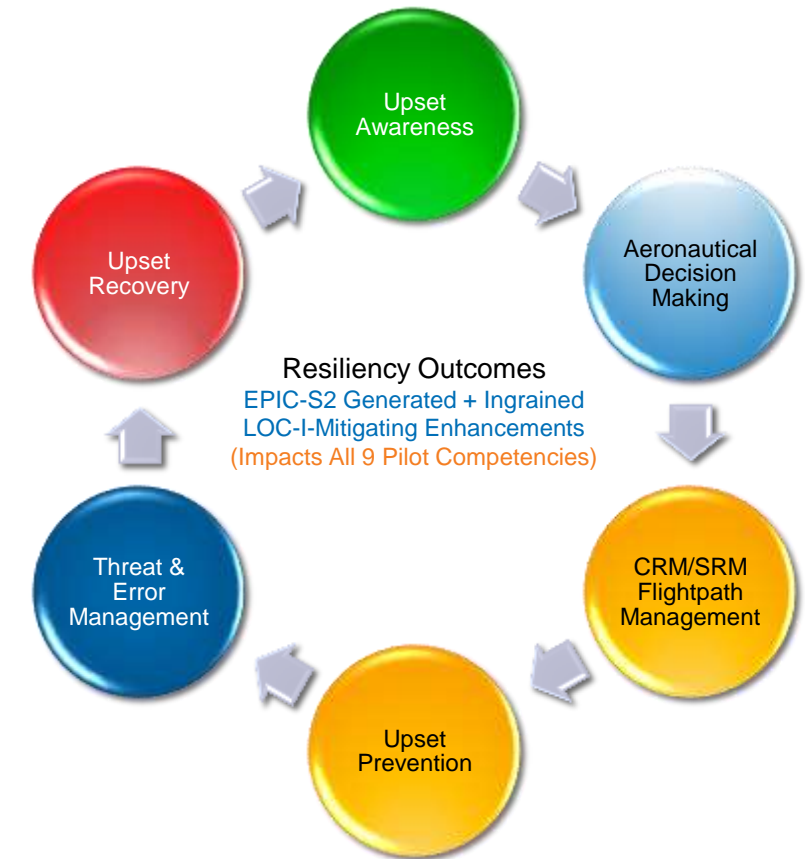 Upset
Awareness
Aeronautical
Decision
Making
CRM/SRM
Flightpath
Management
Upset
Prevention
Threat &
Error
Management
Upset
Recovery
Resiliency Outcomes
EPIC-S2 Generated + Ingrained
LOC-I-Mitigating Enhancements
(Impacts All 9 Pilot Competencies)